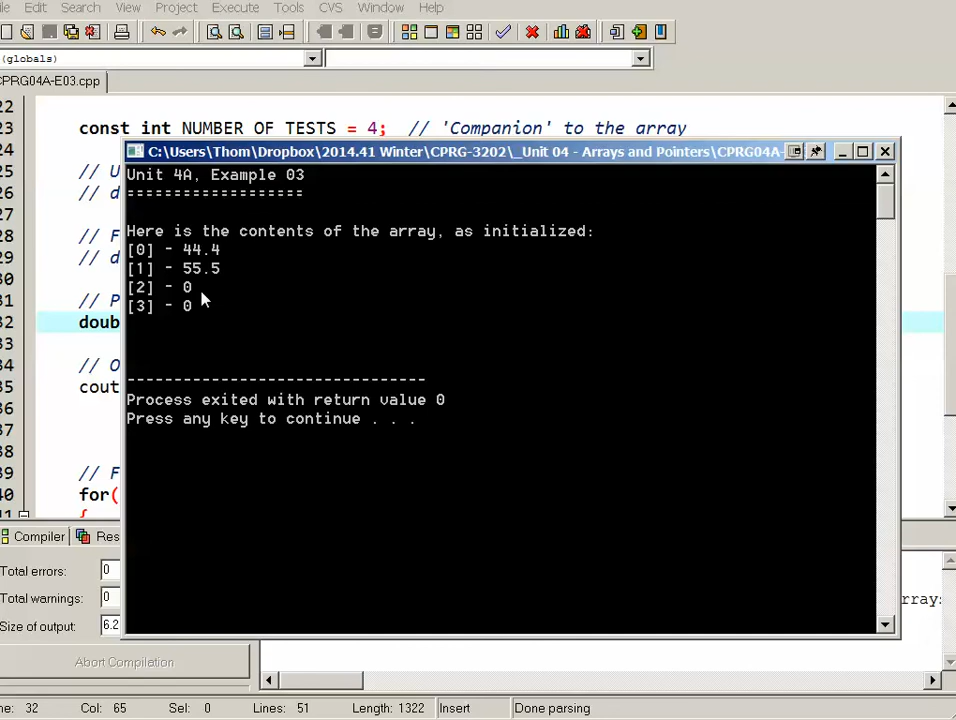 File Edit Search View Project Execute Tools CVS Window Help
(globals)
CPRG04A-E03.cpp
22
23 const int NUMBER_OF_TESTS = 4; // 'Companion' to the array
24
25 // U
26 // d
28 // F
29 // d
30
31 // P
32 doub
33
34 // O
35 cout
37
38
39 // F
40 for(
41 {
C:\Users\Thom\Dropbox\2014.41 Winter\CPRG-3202\_Unit 04 - Arrays and Pointers\CPRG04A-
Unit 4A, Example 03
===================
Here is the contents of the array, as initialized:
[0] - 44.4
[1] - 55.5
[2] - 0
[3] - 0
--------------------------------
Process exited with return value 0
Press any key to continue . . .
Compiler Res
Total errors: 0
Total warnings: 0
Size of output: 6.2
Abort Compilation
ne: 32 Col: 65 Sel: 0 Lines: 51 Length: 1322 Insert Done parsing